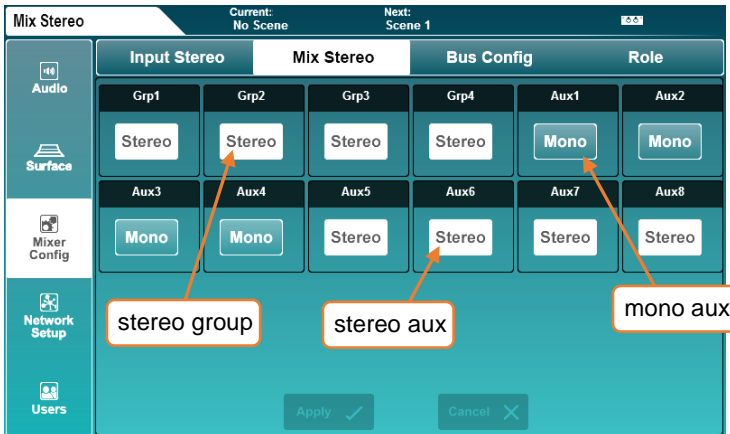 Mix Stereo
Current:
No Scene
Next:
Scene 1
Input Stereo
Mix Stereo
Bus Config
Role
Audio
Surface
Mixer
Config
Network
Setup
Users
Grp1
Grp2
Grp3
Grp4
Aux1
Aux2
Stereo
Stereo
Stereo
Stereo
Mono
Mono
Aux3
Aux4
Aux5
Aux6
Aux7
Aux8
Mono
Mono
Stereo
Stereo
Stereo
Stereo
stereo group
stereo aux
mono aux
Apply
Cancel